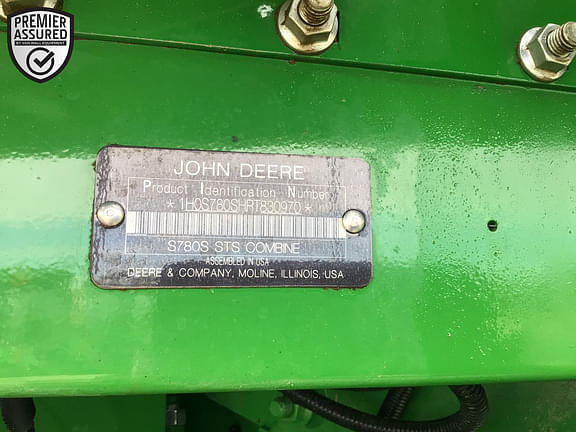 PREMIER
ASSURED
JOHN DEERE
Product Identification Number
*1H0S780SHRT830970*
S780S STS COMBINE
ASSEMBLED IN USA
DEERE & COMPANY, MOLINE, ILLINOIS, USA